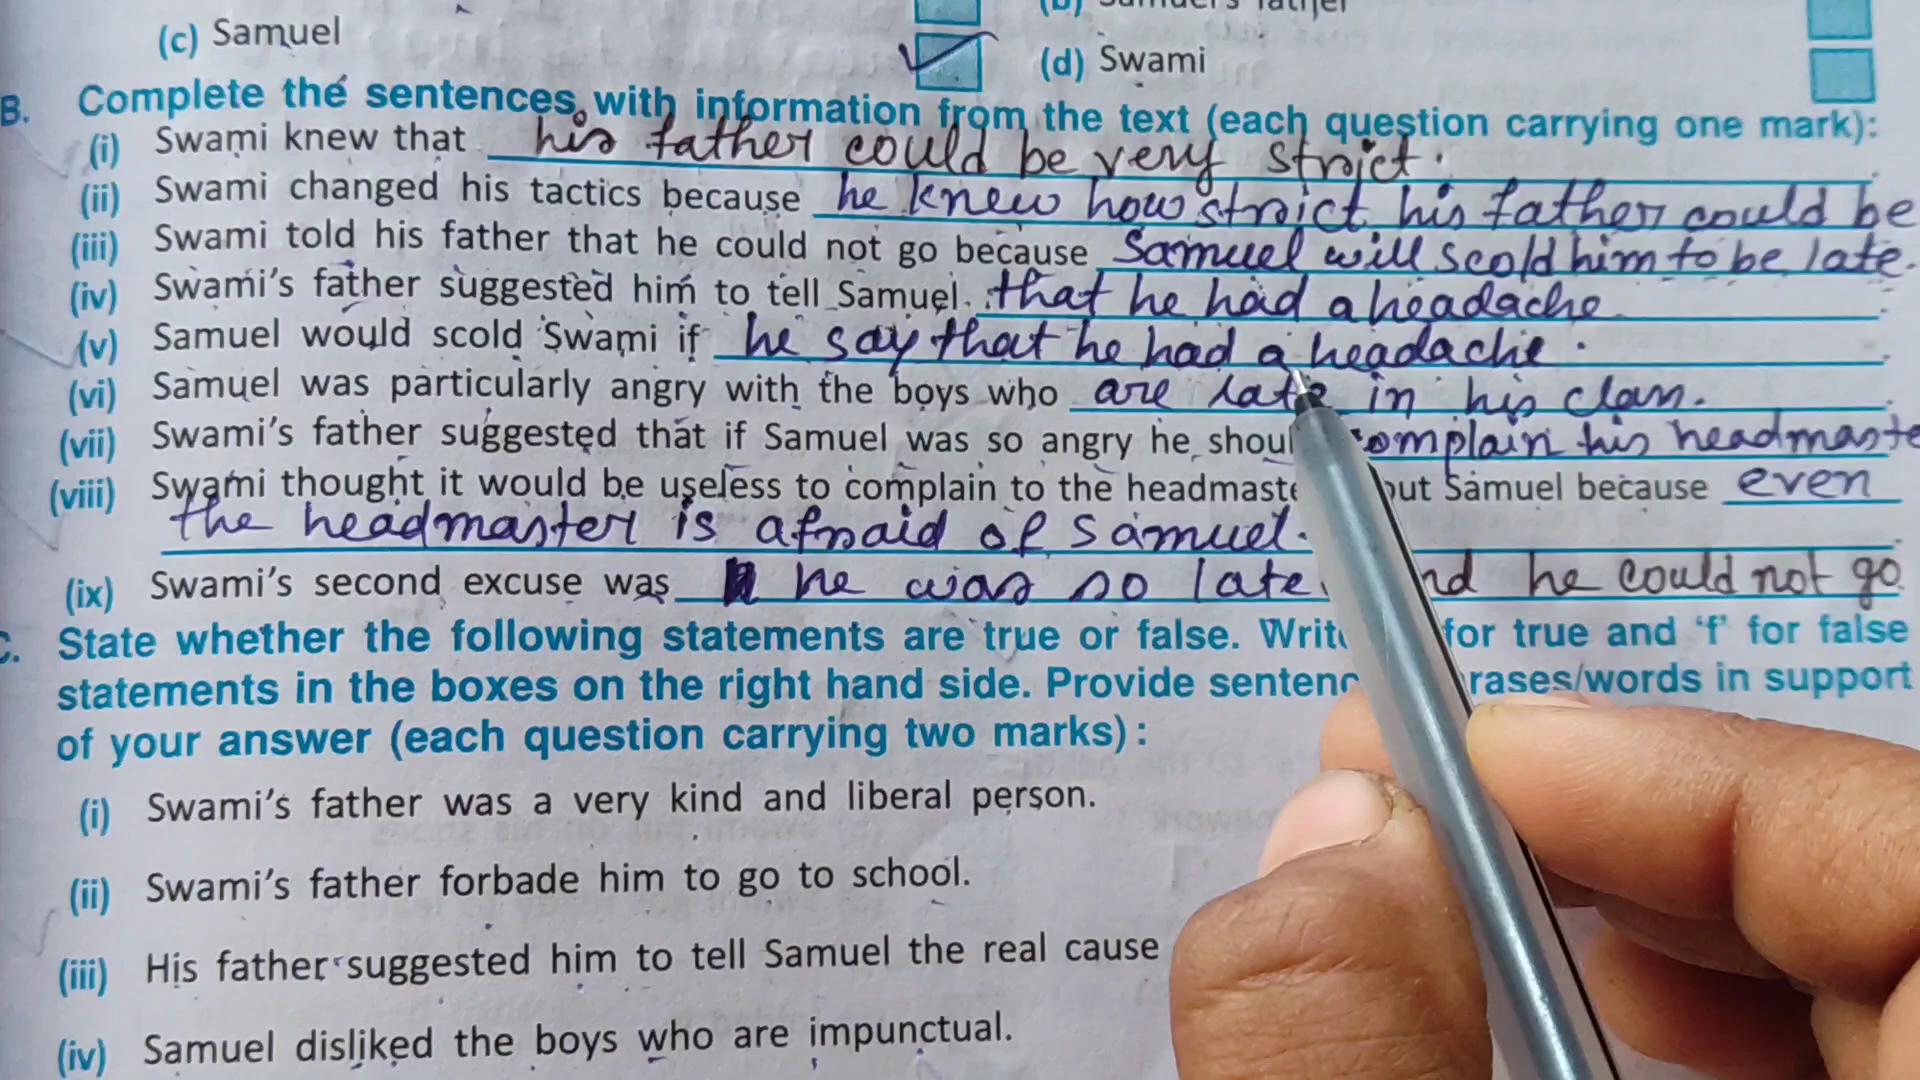 (c) Samuel
(d) Swami
B. Complete the sentences with information from the text (each question carrying one mark):
(i) Swami knew that his father could be very strict.
(ii) Swami changed his tactics because he knew how strict his father could be
(iii) Swami told his father that he could not go because Samuel will scold him to be late.
(iv) Swami's father suggested him to tell Samuel that he had a headache.
(v) Samuel would scold Swami if he say that he had a headache.
(vi) Samuel was particularly angry with the boys who are late in his class.
(vii) Swami's father suggested that if Samuel was so angry he complain his headmaste
(viii) Swami thought it would be useless to complain to the Samuel because even
the headmaster is afraid of Samuel.
(ix) Swami's second excuse was he was so late he could not go
C. State whether the following statements are true or false. for true and 'f' for false
statements in the boxes on the right hand side. Provide in support
of your answer (each question carrying two marks):
(i) Swami's father was a very kind and liberal person.
(ii) Swami's father forbade him to go to school.
(iii) His father suggested him to tell Samuel the real cause
(iv) Samuel disliked the boys who are impunctual.